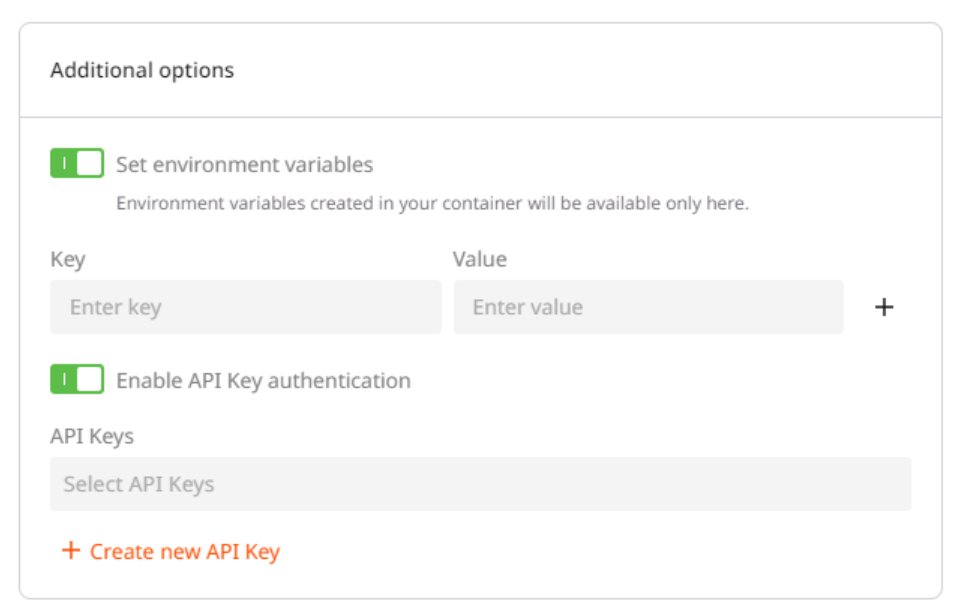 Additional options
Set environment variables
Environment variables created in your container will be available only here.
Key Value
Enter key Enter value +
Enable API Key authentication
API Keys
Select API Keys
+ Create new API Key